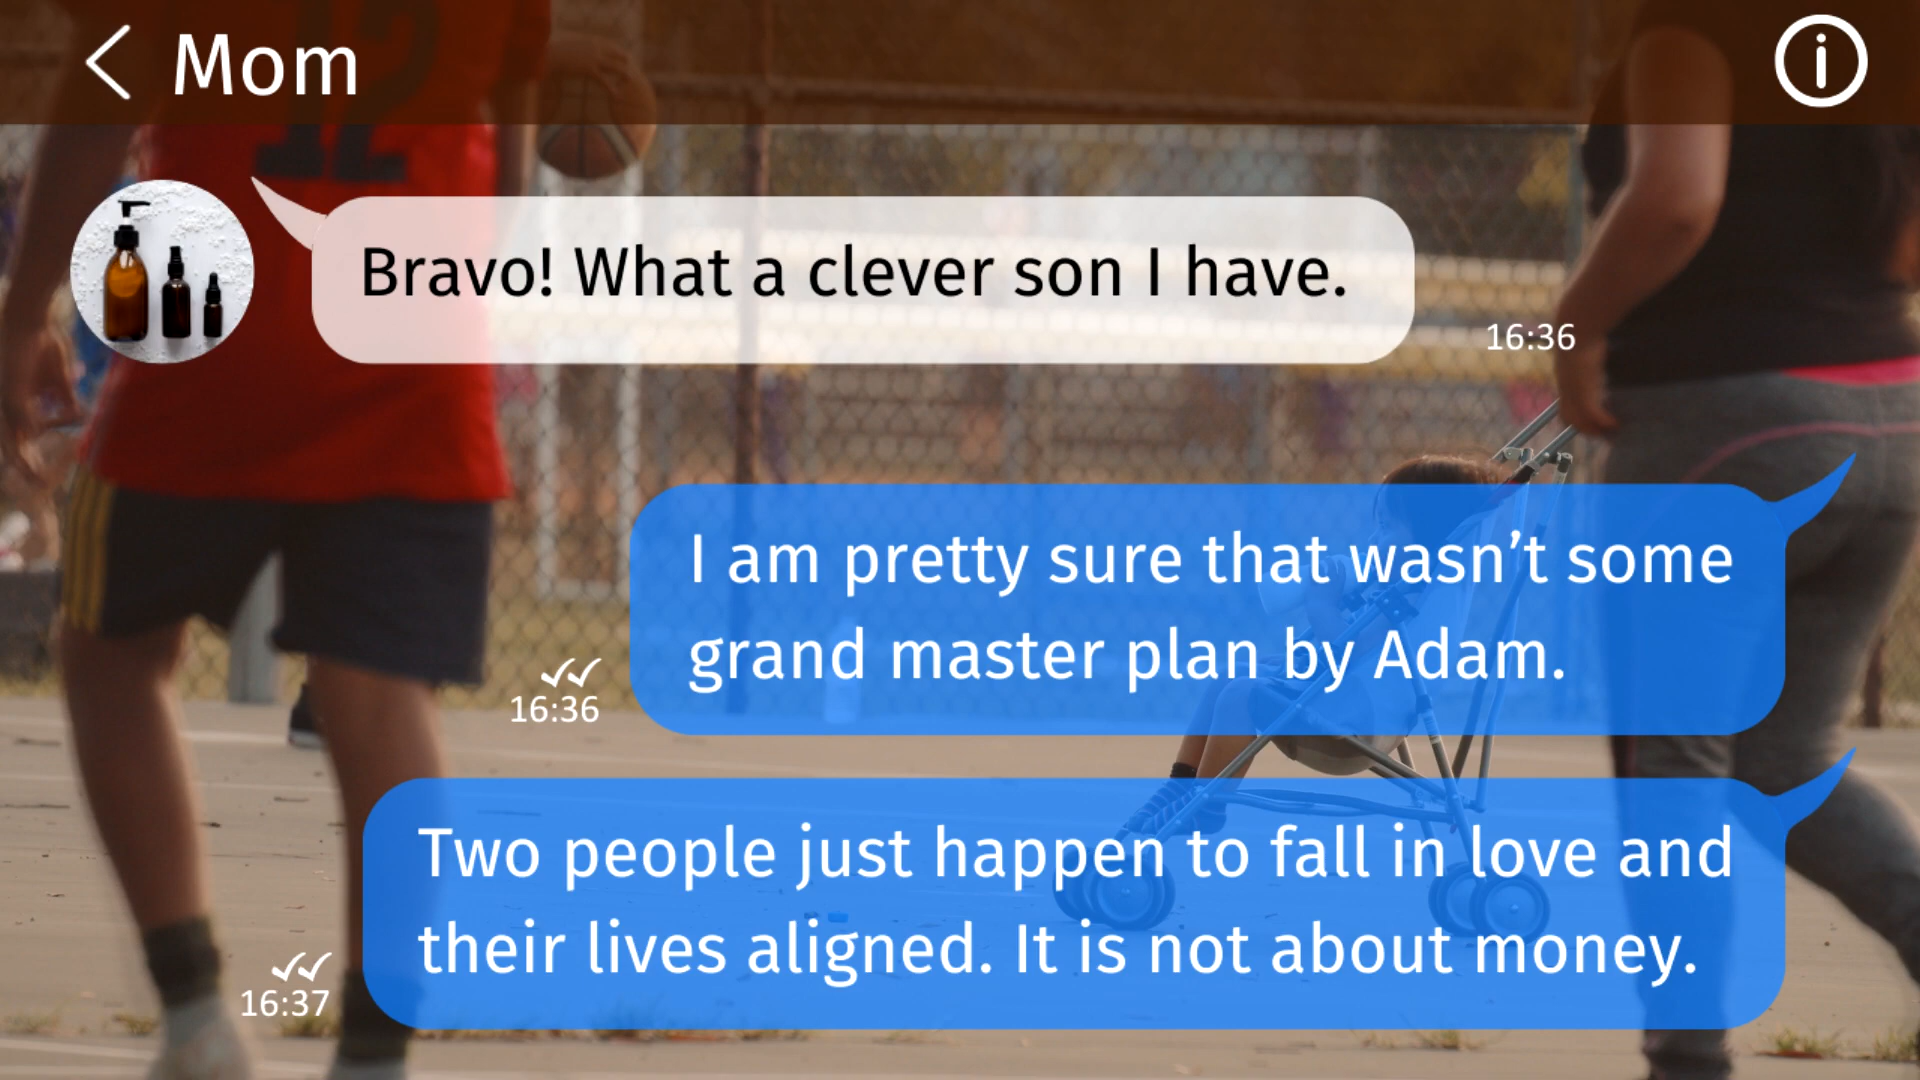 Mom
Bravo! What a clever son I have.
16:36
I am pretty sure that wasn’t some
grand master plan by Adam.
16:36
Two people just happen to fall in love and
their lives aligned. It is not about money.
16:37